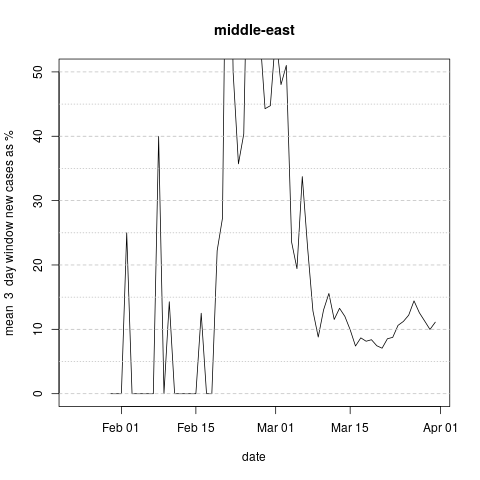 middle-east
mean  3  day window new cases as %
50
40
30
20
10
0
Feb 01
Feb 15
Mar 01
Mar 15
Apr 01
date